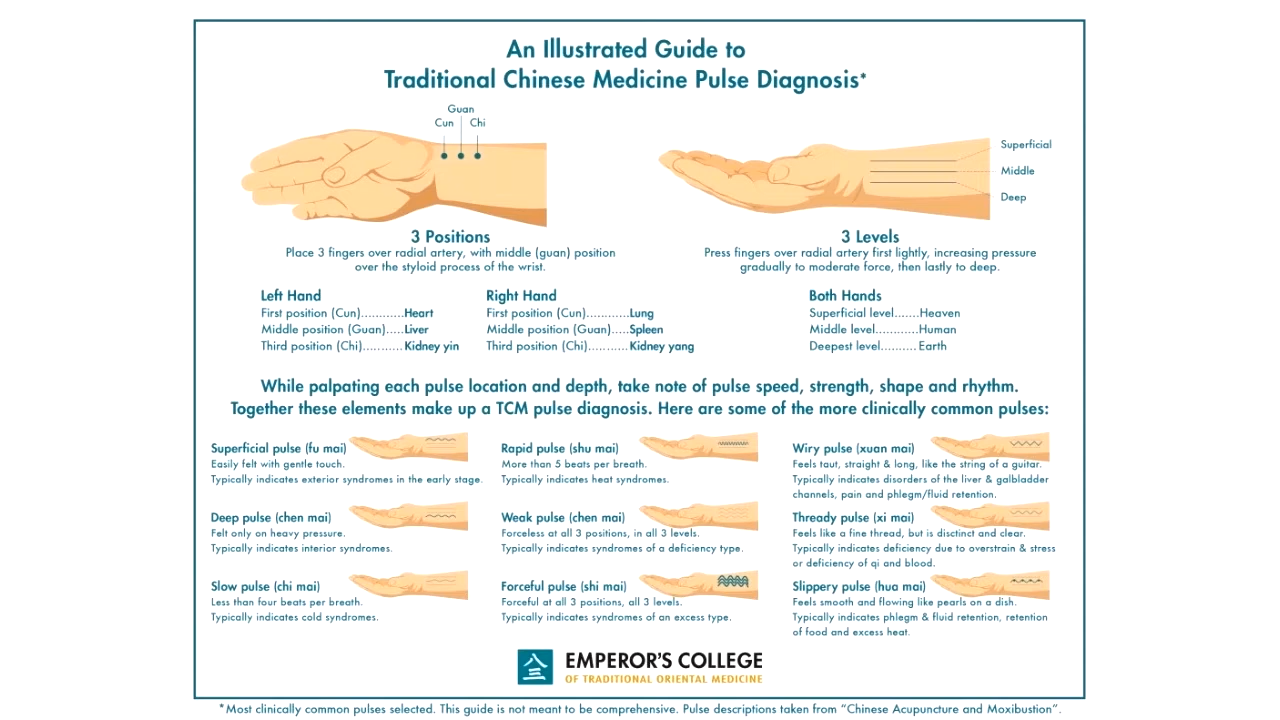 An Illustrated Guide to
Traditional Chinese Medicine Pulse Diagnosis*
Guan
Cun Chi
Superficial
Middle
Deep
3 Positions
Place 3 fingers over radial artery, with middle (guan) position
over the styloid process of the wrist.
3 Levels
Press fingers over radial artery first lightly, increasing pressure
gradually to moderate force, then lastly to deep.
Left Hand
First position (Cun)............Heart
Middle position (Guan).....Liver
Third position (Chi)...........Kidney yin
Right Hand
First position (Cun)............Lung
Middle position (Guan).....Spleen
Third position (Chi)...........Kidney yang
Both Hands
Superficial level.......Heaven
Middle level............Human
Deepest level..........Earth
While palpating each pulse location and depth, take note of pulse speed, strength, shape and rhythm.
Together these elements make up a TCM pulse diagnosis. Here are some of the more clinically common pulses:
Superficial pulse (fu mai)
Easily felt with gentle touch.
Typically indicates exterior syndromes in the early stage.
Deep pulse (chen mai)
Felt only on heavy pressure.
Typically indicates interior syndromes.
Slow pulse (chi mai)
Less than four beats per breath.
Typically indicates cold syndromes.
Rapid pulse (shu mai)
More than 5 beats per breath.
Typically indicates heat syndromes.
Weak pulse (chen mai)
Forceless at all 3 positions, in all 3 levels.
Typically indicates syndromes of a deficiency type.
Forceful pulse (shi mai)
Forceful at all 3 positions, all 3 levels.
Typically indicates syndromes of an excess type.
Wiry pulse (xuan mai)
Feels taut, straight & long, like the string of a guitar.
Typically indicates disorders of the liver & galbladder
channels, pain and phlegm/fluid retention.
Thready pulse (xi mai)
Feels like a fine thread, but is disctinct and clear.
Typically indicates deficiency due to overstrain & stress
or deficiency of qi and blood.
Slippery pulse (hua mai)
Feels smooth and flowing like pearls on a dish.
Typically indicates phlegm & fluid retention, retention
of food and excess heat.
EMPEROR'S COLLEGE
OF TRADITIONAL ORIENTAL MEDICINE
*Most clinically common pulses selected. This guide is not meant to be comprehensive. Pulse descriptions taken from "Chinese Acupuncture and Moxibustion".